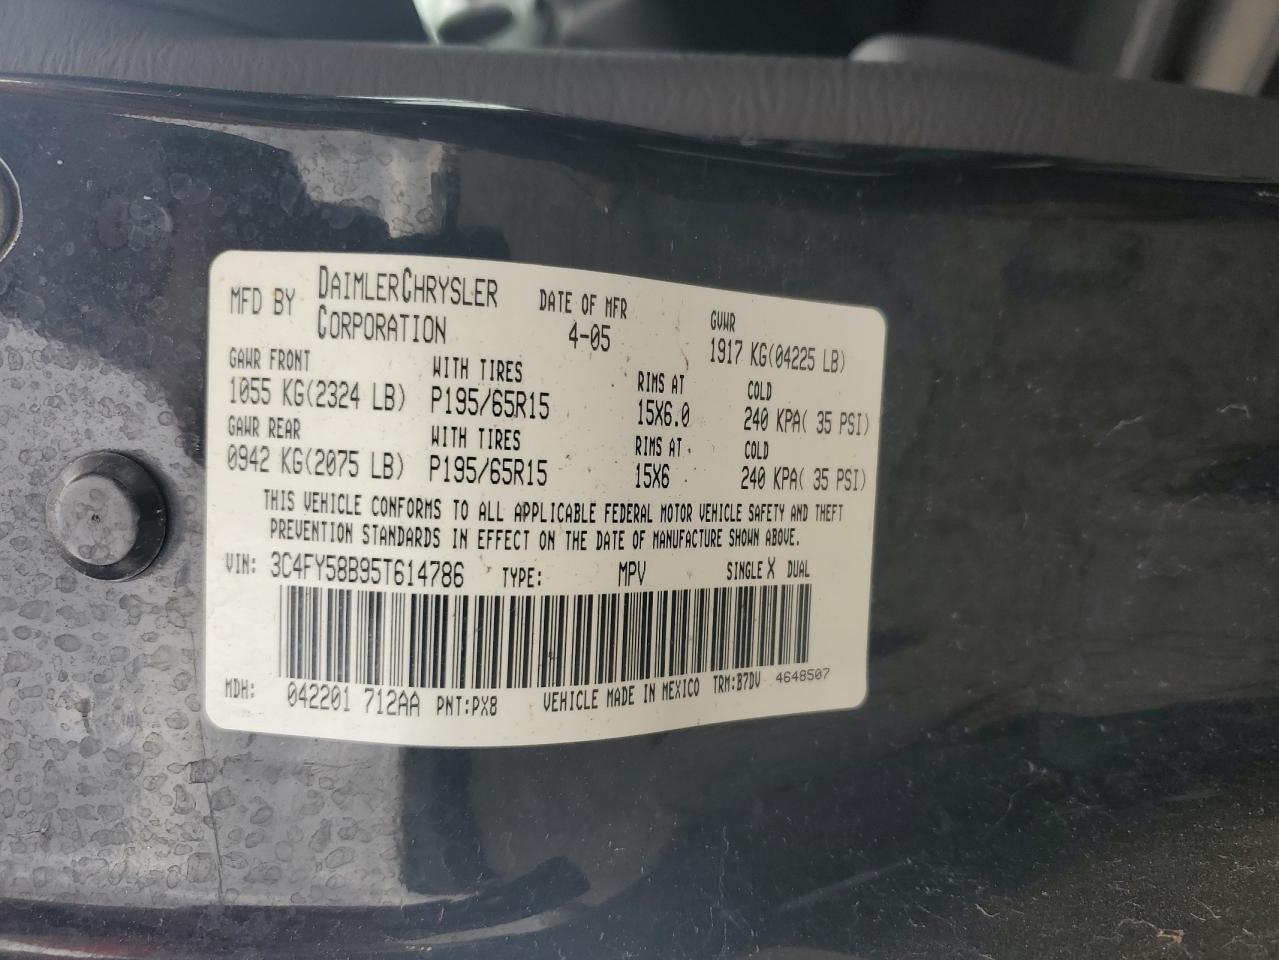 MFD BY DAIMLERCHRYSLER CORPORATION DATE OF MFR 4-05 GVWR 1917 KG(04225 LB)
GAWR FRONT WITH TIRES RIMS AT COLD
1055 KG(2324 LB) P195/65R15 15X6.0 240 KPA( 35 PSI)
GAWR REAR WITH TIRES RIMS AT COLD
0942 KG(2075 LB) P195/65R15 15X6 240 KPA( 35 PSI)
THIS VEHICLE CONFORMS TO ALL APPLICABLE FEDERAL MOTOR VEHICLE SAFETY AND THEFT
PREVENTION STANDARDS IN EFFECT ON THE DATE OF MANUFACTURE SHOWN ABOVE.
VIN: 3C4FY58B95T614786 TYPE: MPV SINGLE X DUAL
MDH: 042201 712AA PNT:PX8 VEHICLE MADE IN MEXICO TRM:B7DV 4648507